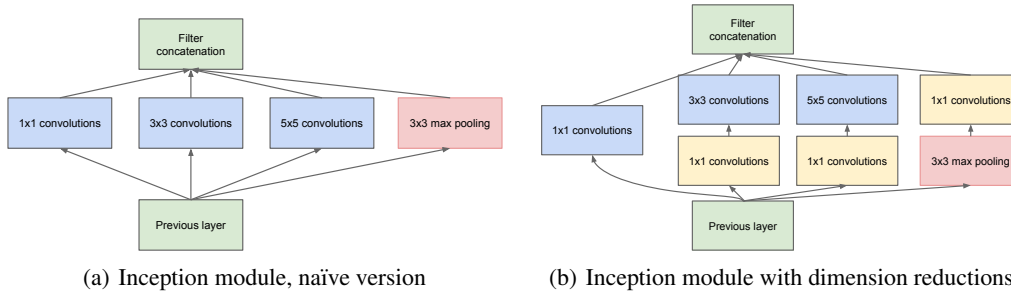 Filter
concatenation
1x1 convolutions
3x3 convolutions
5x5 convolutions
3x3 max pooling
Previous layer
(a) Inception module, naïve version
Filter
concatenation
3x3 convolutions
5x5 convolutions
1x1 convolutions
1x1 convolutions
1x1 convolutions
1x1 convolutions
3x3 max pooling
Previous layer
(b) Inception module with dimension reductions